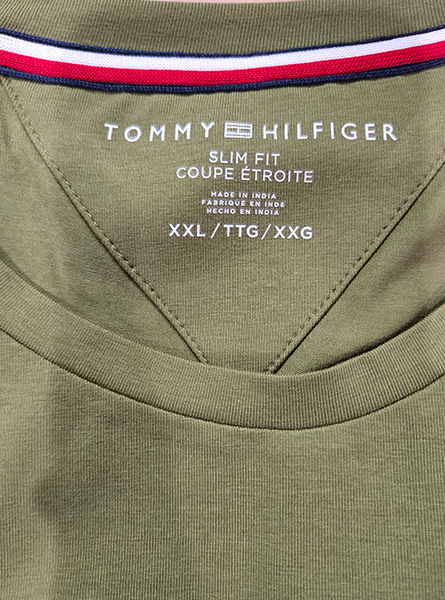 TOMMY HILFIGER
SLIM FIT
COUPE ÉTROITE
MADE IN INDIA
FABRIQUÉ EN INDE
HECHO EN INDIA
XXL / TTG / XXG